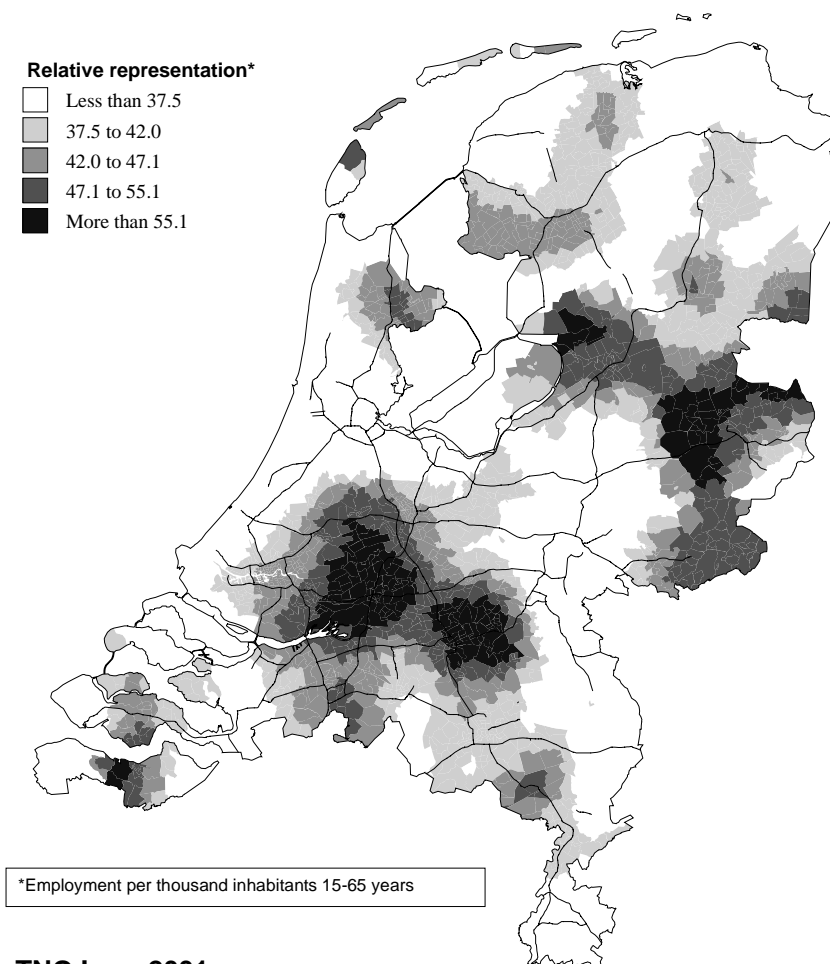 Relative representation*
Less than 37.5
37.5 to 42.0
42.0 to 47.1
47.1 to 55.1
More than 55.1
*Employment per thousand inhabitants 15-65 years
TNO